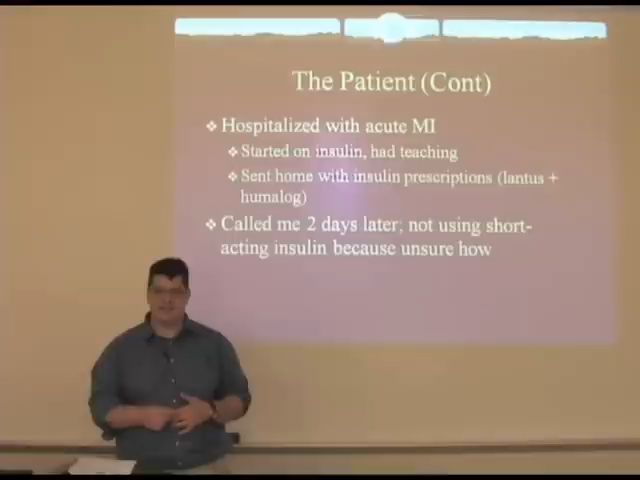 The Patient (Cont)
Hospitalized with acute MI
Started on insulin, had teaching
Sent home with insulin prescriptions (lantus +
humalog)
Called me 2 days later; not using short-
acting insulin because unsure how